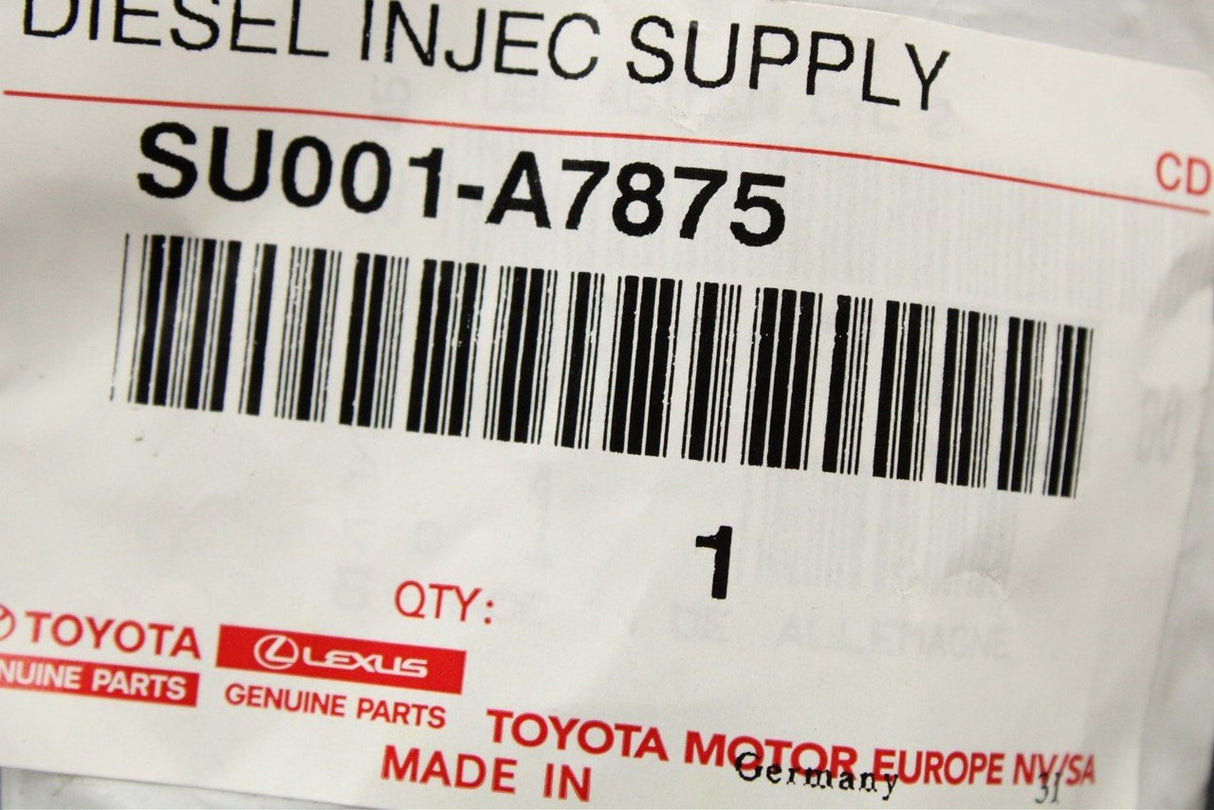 DIESEL INJEC SUPPLY
CD
SU001-A7875
1
QTY:
TOYOTA
LEXUS
NUINE PARTS
GENUINE PARTS
TOYOTA MOTOR EUROPE NV/SA
MADE IN
Germany
31